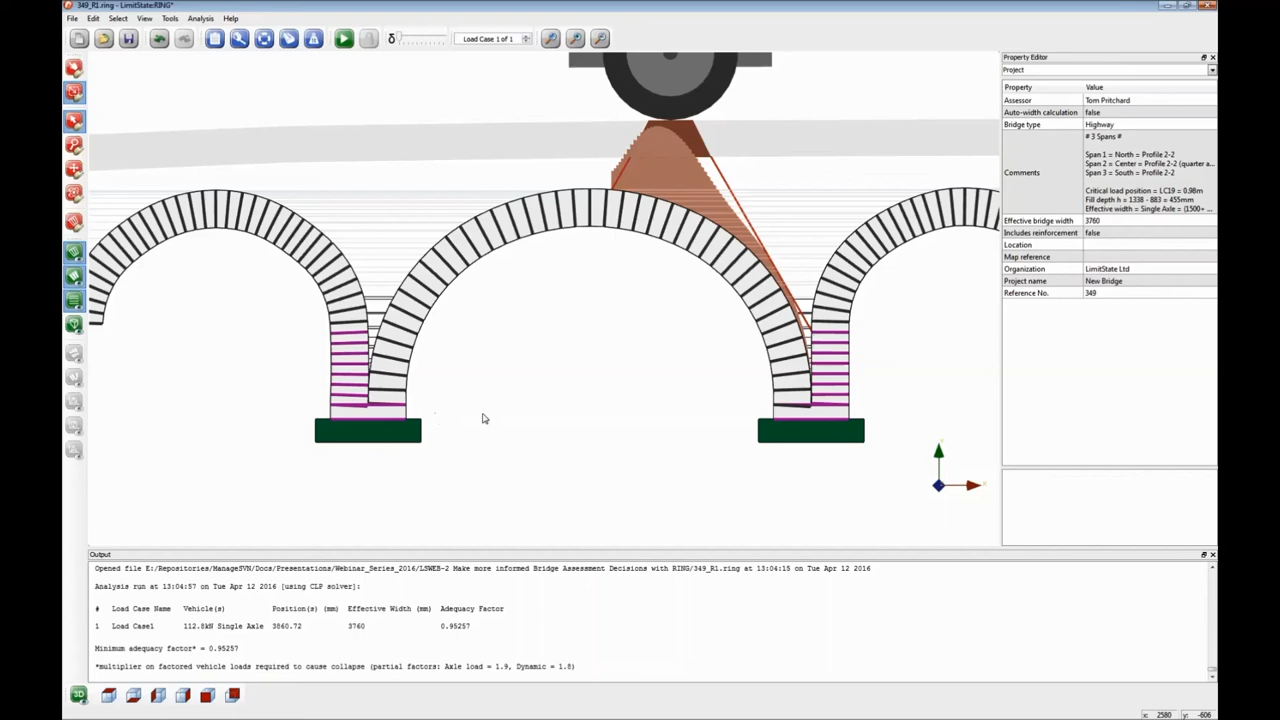 349_R1.ring - LimitState:RING*
File Edit Select View Tools Analysis Help
δ Load Case 1 of 1
Property Editor
Project
Property Value
Assessor Tom Pritchard
Auto-width calculation false
Bridge type Highway
# 3 Spans #
Span 1 = North = Profile 2-2
Span 2 = Center = Profile 2-2 (quarter a...
Comments Span 3 = South = Profile 2-2
Critical load position = LC19 = 0.98m
Fill depth h = 1338 - 883 = 455mm
Effective width = Single Axle = (1500+ ...
Effective bridge width 3760
Includes reinforcement false
Location
Map reference
Organization LimitState Ltd
Project name New Bridge
Reference No. 349
Output
Opened file E:/Repositories/ManageSVN/Docs/Presentations/Webinar_Series_2016/LSWEB-2 Make more informed Bridge Assessment Decisions with RING/349_R1.ring at 13:04:15 on Tue Apr 12 2016
Analysis run at 13:04:57 on Tue Apr 12 2016 [using CLP solver]:
# Load Case Name Vehicle(s) Position(s) (mm) Effective Width (mm) Adequacy Factor
1 Load Case1 112.8kN Single Axle 3860.72 3760 0.95257
Minimum adequacy factor* = 0.95257
*multiplier on factored vehicle loads required to cause collapse (partial factors: Axle load = 1.9, Dynamic = 1.8)
3D
x: 2580 y: -606